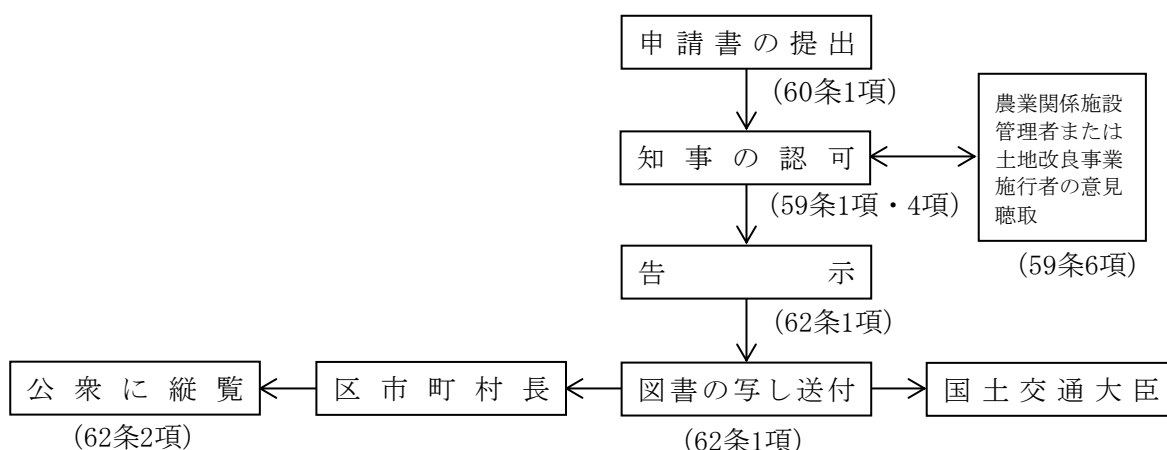 申請書の提出
(60条1項)
農業関係施設
管理者または
土地改良事業
施行者の意見
聴取
(59条6項)
知事の認可
(59条1項・4項)
告示
(62条1項)
公衆に縦覧
(62条2項)
区市町村長
図書の写し送付
(62条1項)
国土交通大臣